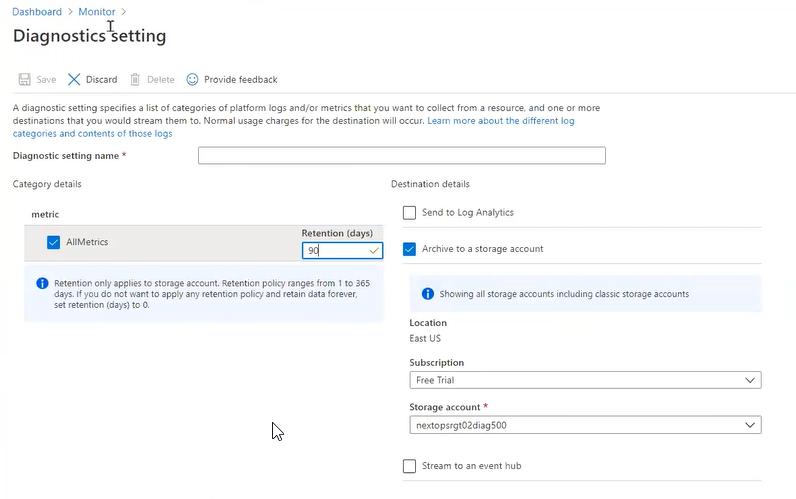 Dashboard > Monitor >
Diagnostics setting
Save Discard Delete Provide feedback
A diagnostic setting specifies a list of categories of platform logs and/or metrics that you want to collect from a resource, and one or more
destinations that you would stream them to. Normal usage charges for the destination will occur. Learn more about the different log
categories and contents of those logs
Diagnostic setting name *
Category details
metric
AllMetrics
Retention (days)
90
Retention only applies to storage account. Retention policy ranges from 1 to 365
days. If you do not want to apply any retention policy and retain data forever,
set retention (days) to 0.
Destination details
Send to Log Analytics
Archive to a storage account
Showing all storage accounts including classic storage accounts
Location
East US
Subscription
Free Trial
Storage account *
nextopsrgt02diag500
Stream to an event hub